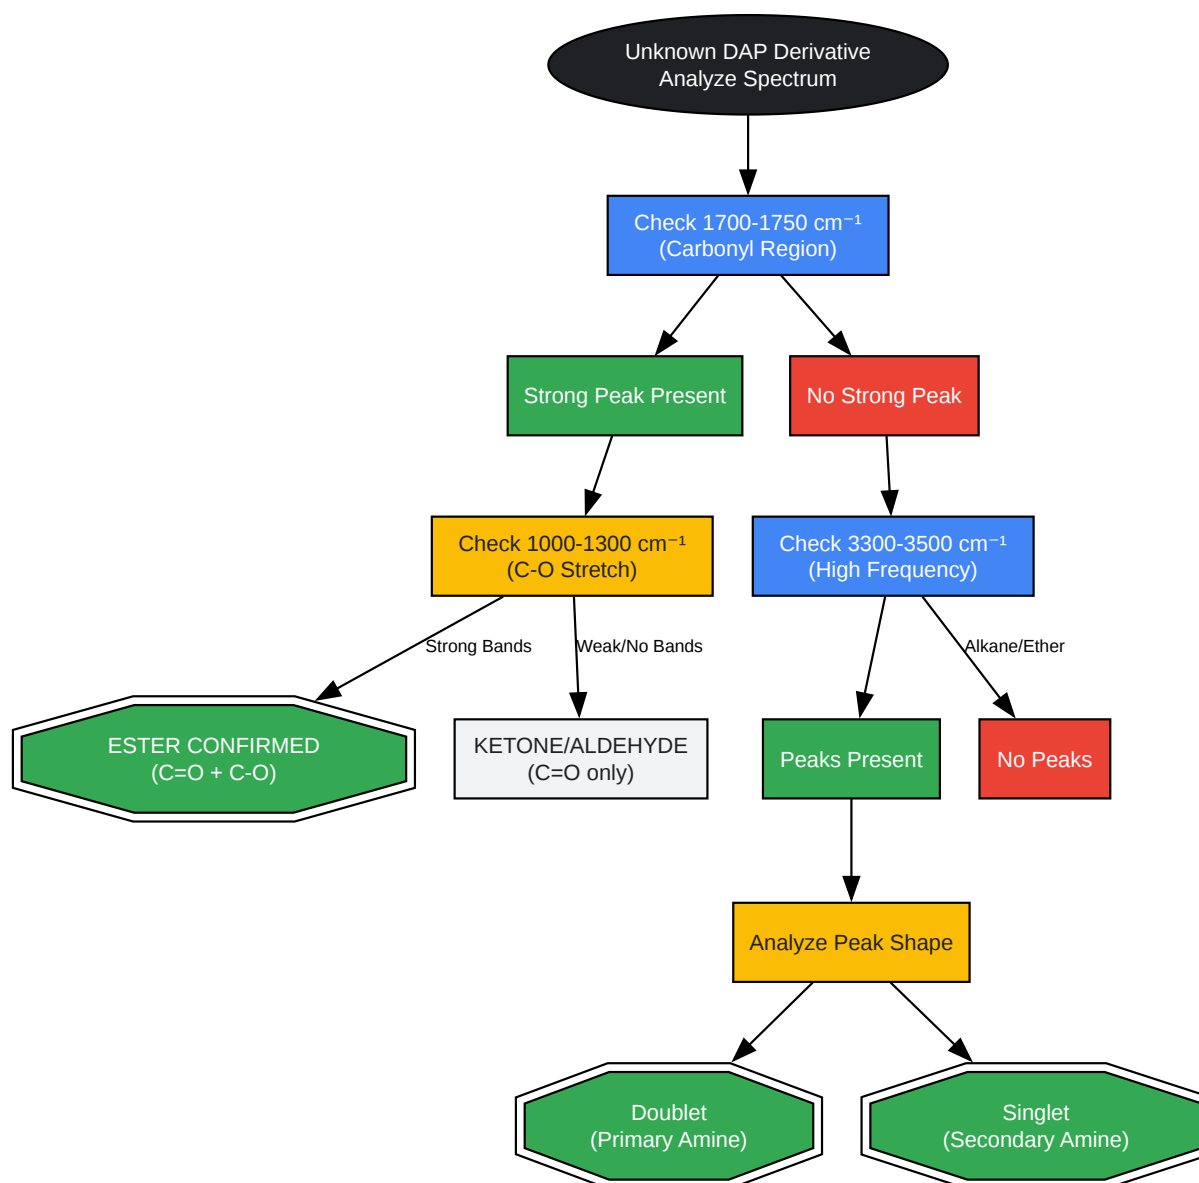 Unknown DAP Derivative
Analyze Spectrum
Check 1700-1750 cm⁻¹
(Carbonyl Region)
Strong Peak Present
No Strong Peak
Check 1000-1300 cm⁻¹
(C-O Stretch)
Check 3300-3500 cm⁻¹
(High Frequency)
Strong Bands
Weak/No Bands
Alkane/Ether
ESTER CONFIRMED
(C=O + C-O)
KETONE/ALDEHYDE
(C=O only)
Peaks Present
No Peaks
Analyze Peak Shape
Doublet
(Primary Amine)
Singlet
(Secondary Amine)